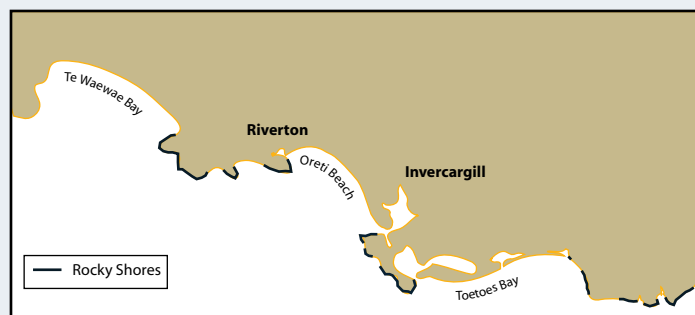 Te Waewae Bay
Riverton
Oreti Beach
Invercargill
Rocky Shores
Toetoes Bay